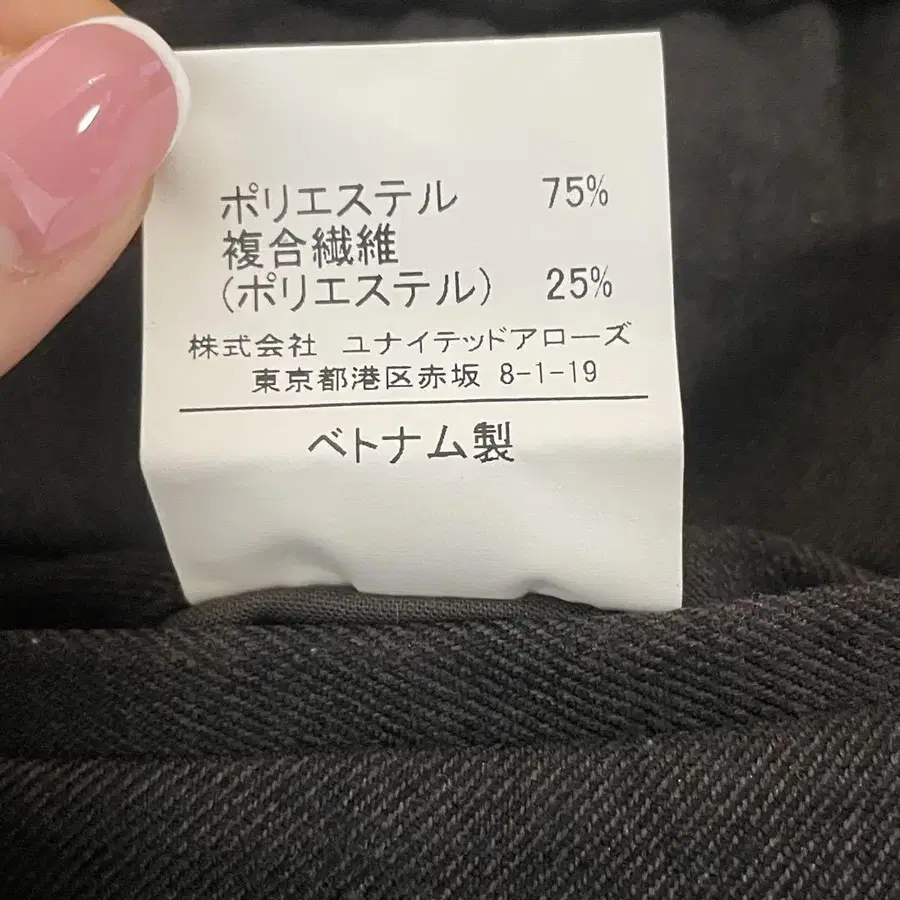 ポリエステル 75%
複合繊維
(ポリエステル) 25%
株式会社 ユナイテッドアローズ
東京都港区赤坂 8-1-19
ベトナム製